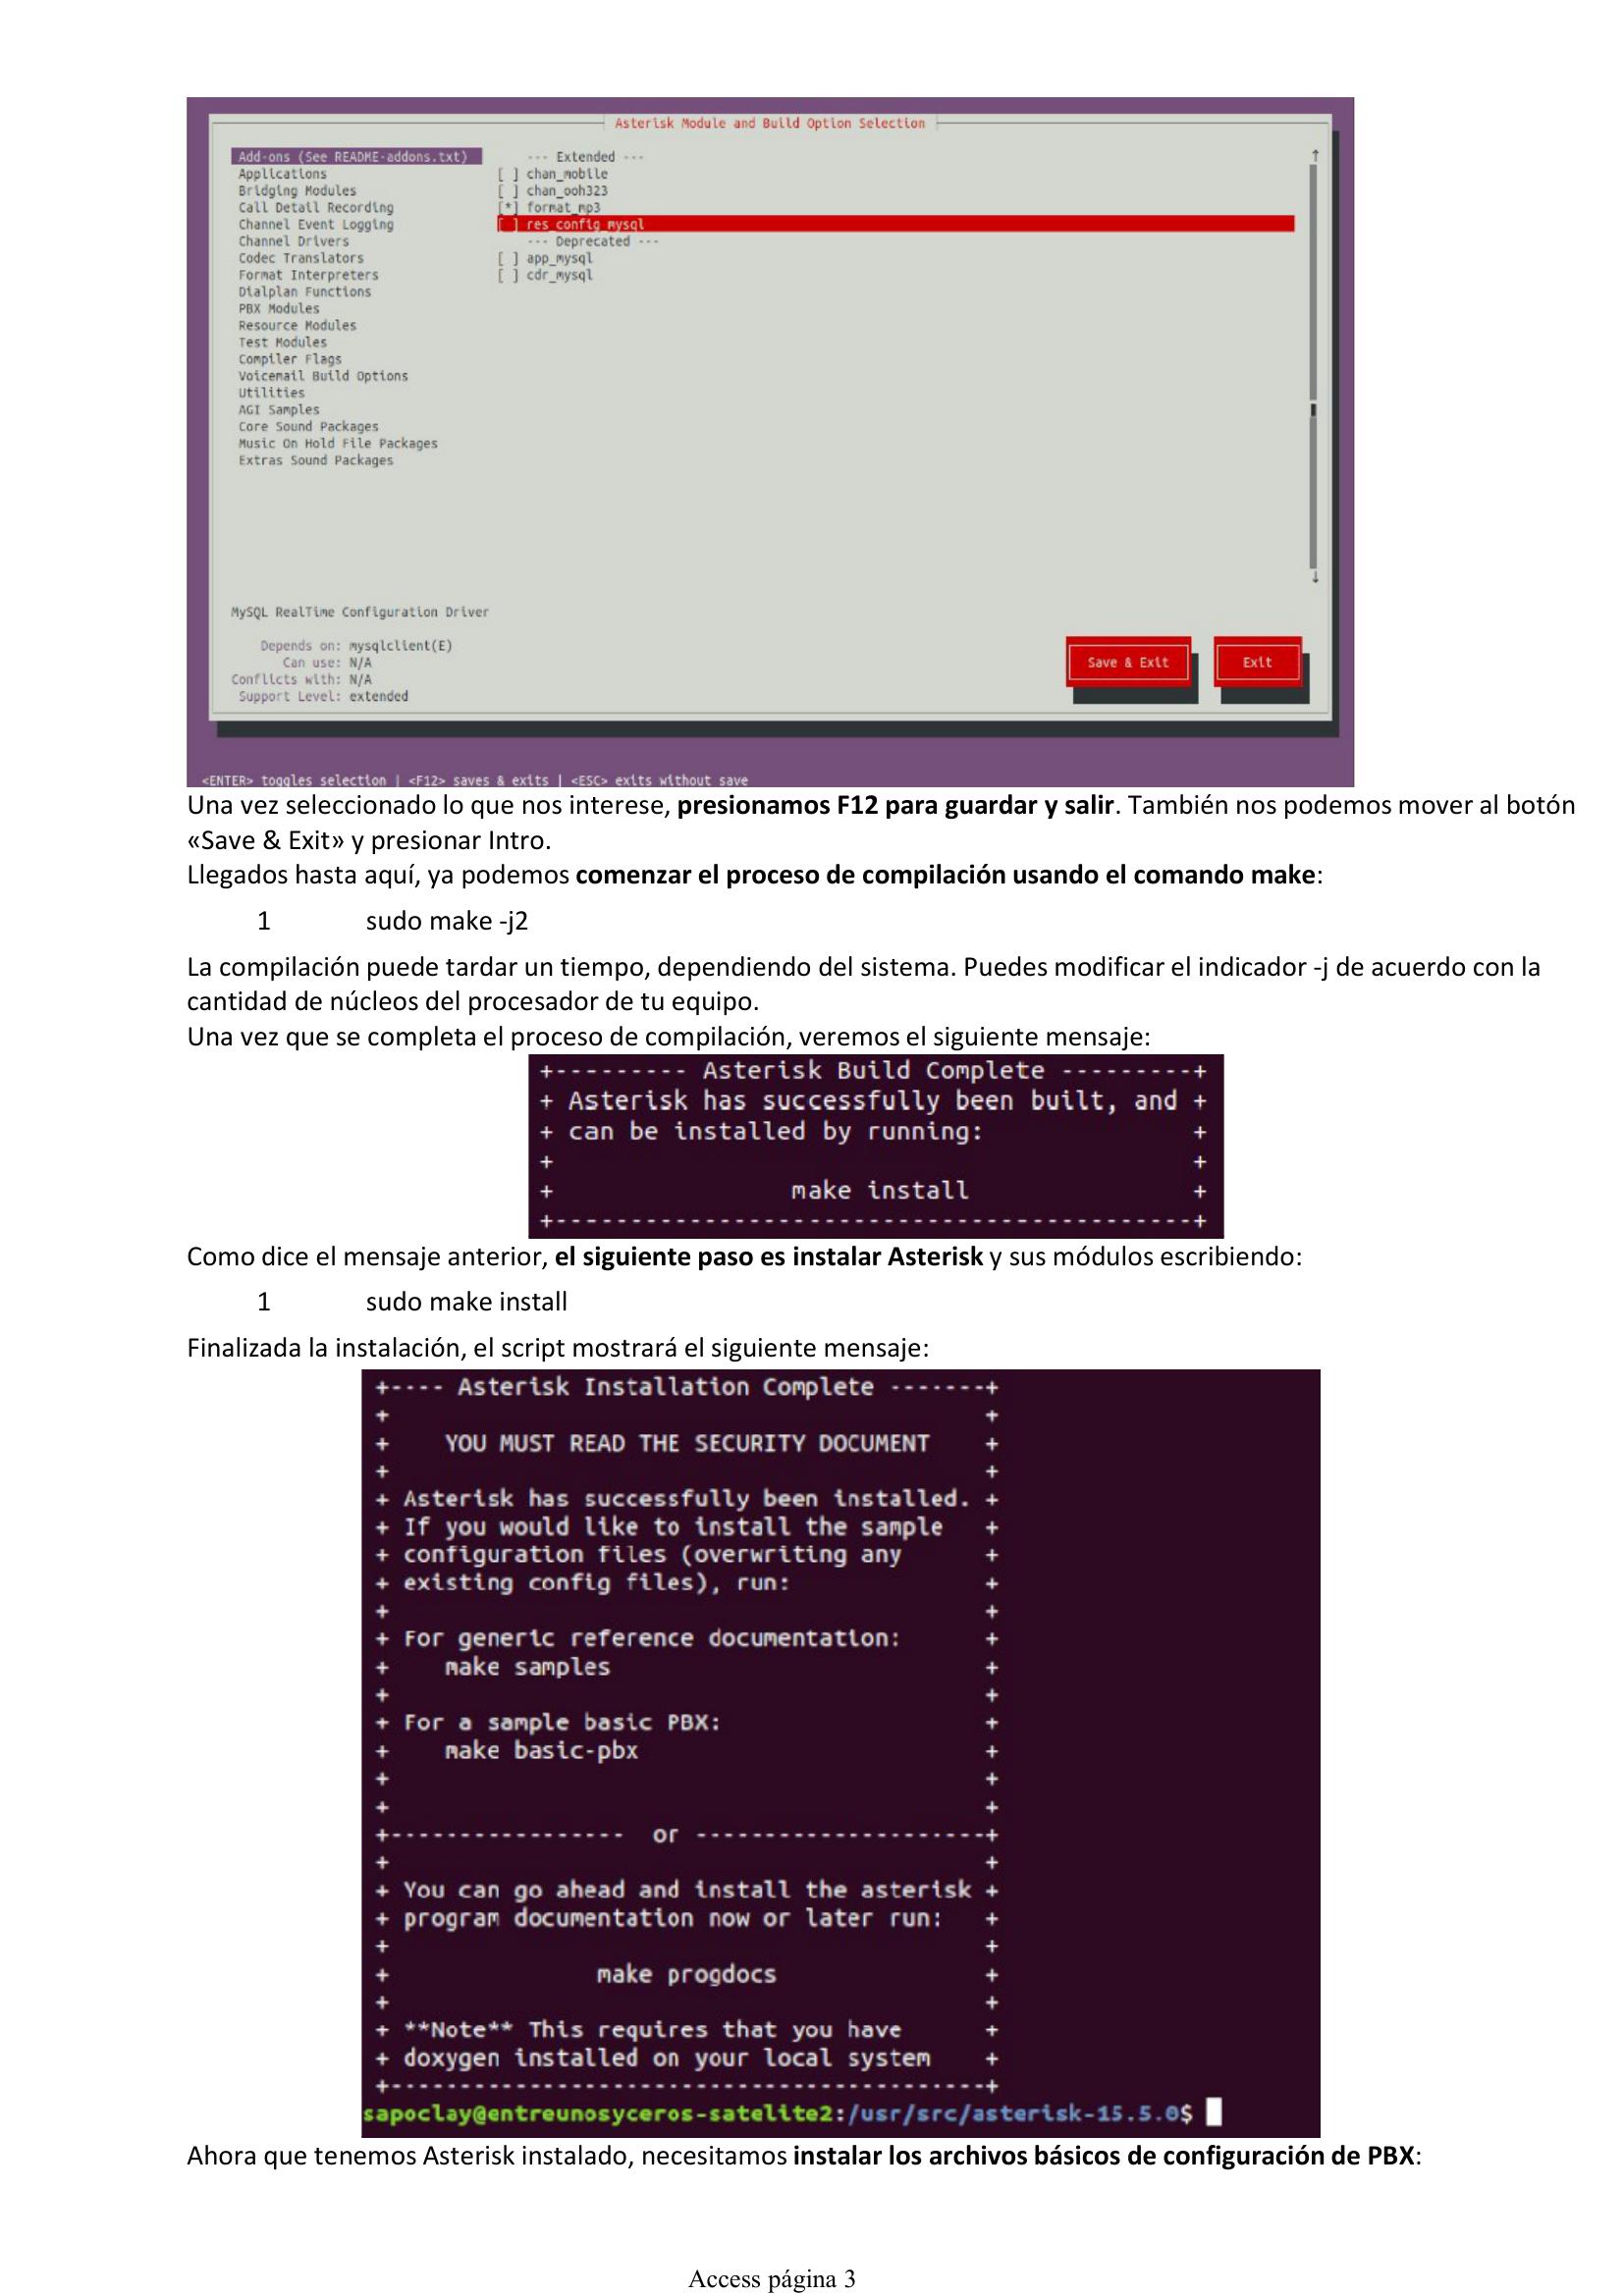 Asterisk Module and Build Option Selection
Add-ons (See README-addons.txt)    --- Extended ---
Applications    [ ] chan_mobile
Bridging Modules    [ ] chan_ooh323
Call Detail Recording    [*] format_mp3
Channel Event Logging    [ ] res_config_mysql
Channel Drivers    --- Deprecated ---
Codec Translators    [ ] app_mysql
Format Interpreters    [ ] cdr_mysql
Dialplan Functions
PBX Modules
Resource Modules
Test Modules
Compiler Flags
Voicemail Build Options
Utilities
AGI Samples
Core Sound Packages
Music On Hold File Packages
Extras Sound Packages
MySQL RealTime Configuration Driver
Depends on: mysqlclient(E)
Can use: N/A    Save & Exit    Exit
Conflicts with: N/A
Support Level: extended
<ENTER> toggles selection | <F12> saves & exits | <ESC> exits without save
Una vez seleccionado lo que nos interese, presionamos F12 para guardar y salir. También nos podemos mover al botón
«Save & Exit» y presionar Intro.
Llegados hasta aquí, ya podemos comenzar el proceso de compilación usando el comando make:
1    sudo make -j2
La compilación puede tardar un tiempo, dependiendo del sistema. Puedes modificar el indicador -j de acuerdo con la
cantidad de núcleos del procesador de tu equipo.
Una vez que se completa el proceso de compilación, veremos el siguiente mensaje:
+--------- Asterisk Build Complete ---------+
+ Asterisk has successfully been built, and +
+ can be installed by running:              +
+                                           +
+                make install               +
+-------------------------------------------+
Como dice el mensaje anterior, el siguiente paso es instalar Asterisk y sus módulos escribiendo:
1    sudo make install
Finalizada la instalación, el script mostrará el siguiente mensaje:
+---- Asterisk Installation Complete -------+
+                                           +
+    YOU MUST READ THE SECURITY DOCUMENT    +
+                                           +
+ Asterisk has successfully been installed. +
+ If you would like to install the sample   +
+ configuration files (overwriting any      +
+ existing config files), run:              +
+                                           +
+ For generic reference documentation:      +
+    make samples                           +
+                                           +
+ For a sample basic PBX:                   +
+    make basic-pbx                         +
+                                           +
+                                           +
+-----------------  or ---------------------+
+                                           +
+ You can go ahead and install the asterisk +
+ program documentation now or later run:   +
+                                           +
+               make progdocs               +
+                                           +
+ **Note** This requires that you have      +
+ doxygen installed on your local system    +
+-------------------------------------------+
sapoclay@entreunosyceros-satelite2:/usr/src/asterisk-15.5.0$
Ahora que tenemos Asterisk instalado, necesitamos instalar los archivos básicos de configuración de PBX:
Access página 3